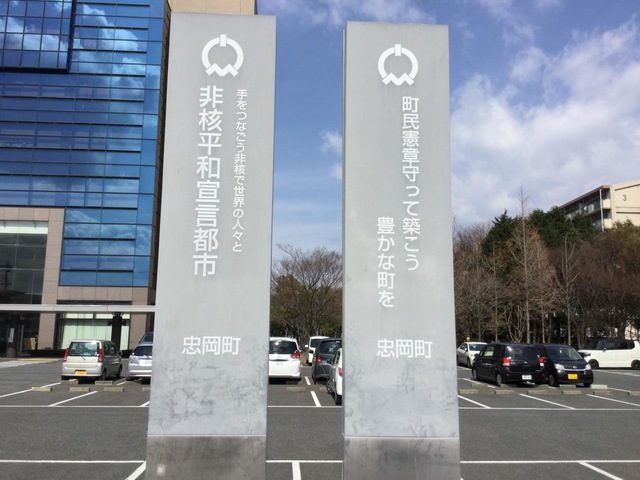 手をつなごう非核で世界の人々と
非核平和宣言都市
忠岡町
町民憲章守って築こう
豊かな町を
忠岡町
3